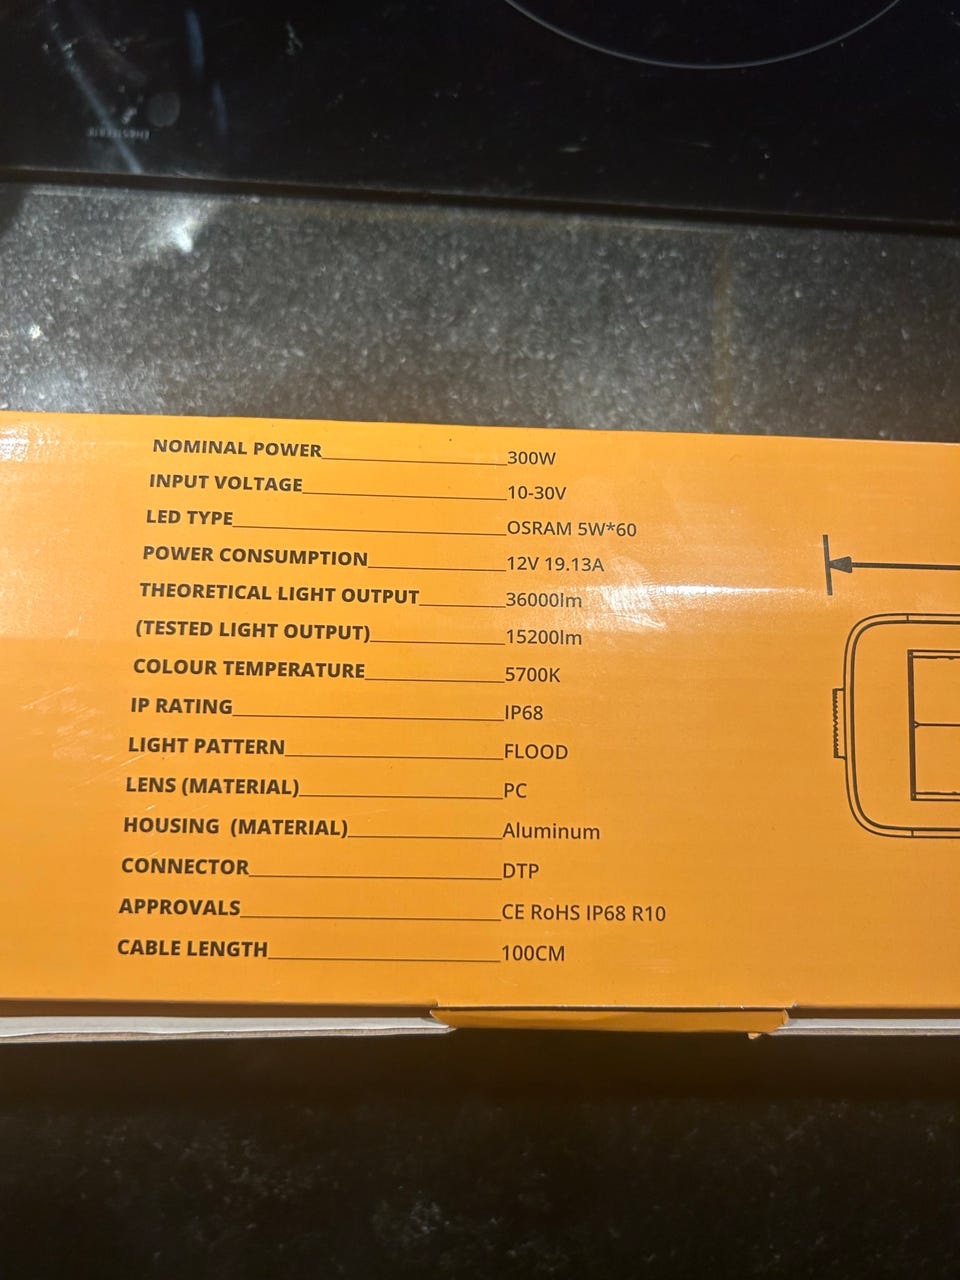 NOMINAL POWER 300W
INPUT VOLTAGE 10-30V
LED TYPE OSRAM 5W*60
POWER CONSUMPTION 12V 19.13A
THEORETICAL LIGHT OUTPUT 36000lm
(TESTED LIGHT OUTPUT) 15200lm
COLOUR TEMPERATURE 5700K
IP RATING IP68
LIGHT PATTERN FLOOD
LENS (MATERIAL) PC
HOUSING (MATERIAL) Aluminum
CONNECTOR DTP
APPROVALS CE RoHS IP68 R10
CABLE LENGTH 100CM